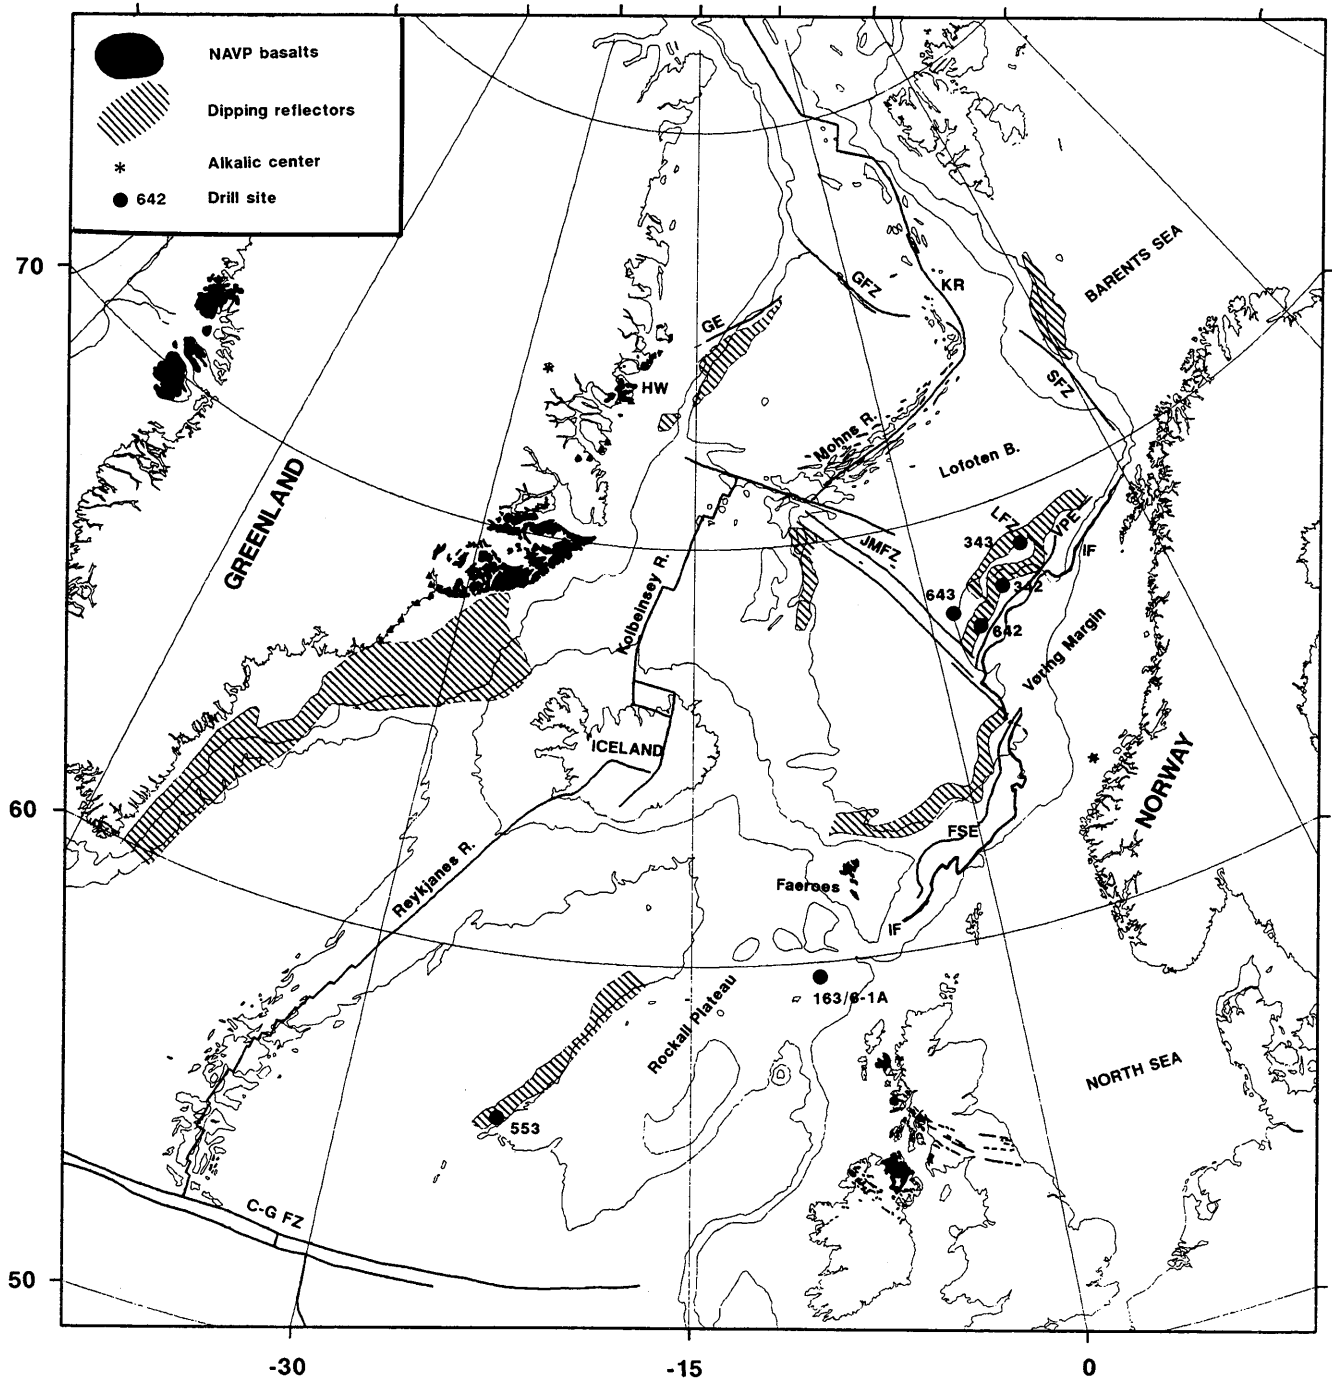 NAVP basalts
Dipping reflectors
* Alkalic center
642 Drill site
70
BARENTS SEA
GFZ
KR
GE
HW
SFZ
Mohns R.
Lofoten B.
GREENLAND
LFZ
VPE
343
JMFZ
IF
342
Kolbeinsey R.
643
642
Vøring Margin
ICELAND
NORWAY
60
FSE
Reykjanes R.
Faeroes
IF
163/6-1A
Rockall Plateau
NORTH SEA
553
C-G FZ
50
-30
-15
0